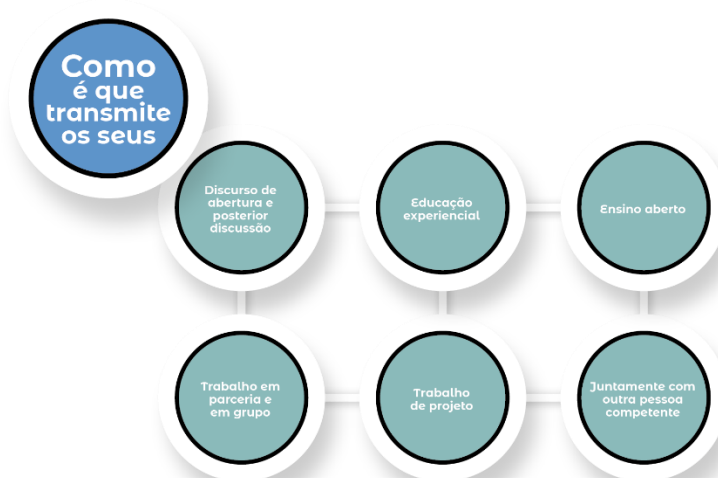 Como
é que
transmite
os seus
Discurso de
abertura e
posterior
discussão
Educação
experiencial
Ensino aberto
Trabalho em
parceria e
em grupo
Trabalho
de projeto
Juntamente com
outra pessoa
competente